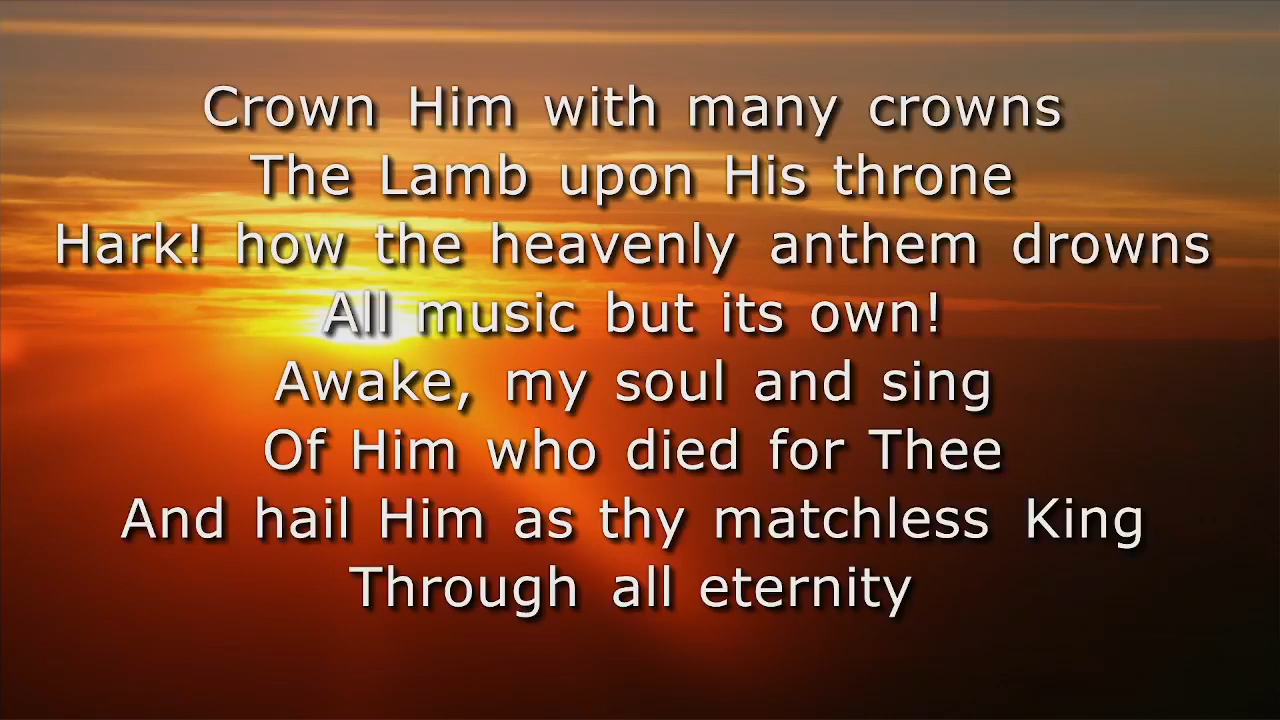 Crown Him with many crowns
The Lamb upon His throne
Hark! how the heavenly anthem drowns
All music but its own!
Awake, my soul and sing
Of Him who died for Thee
And hail Him as thy matchless King
Through all eternity